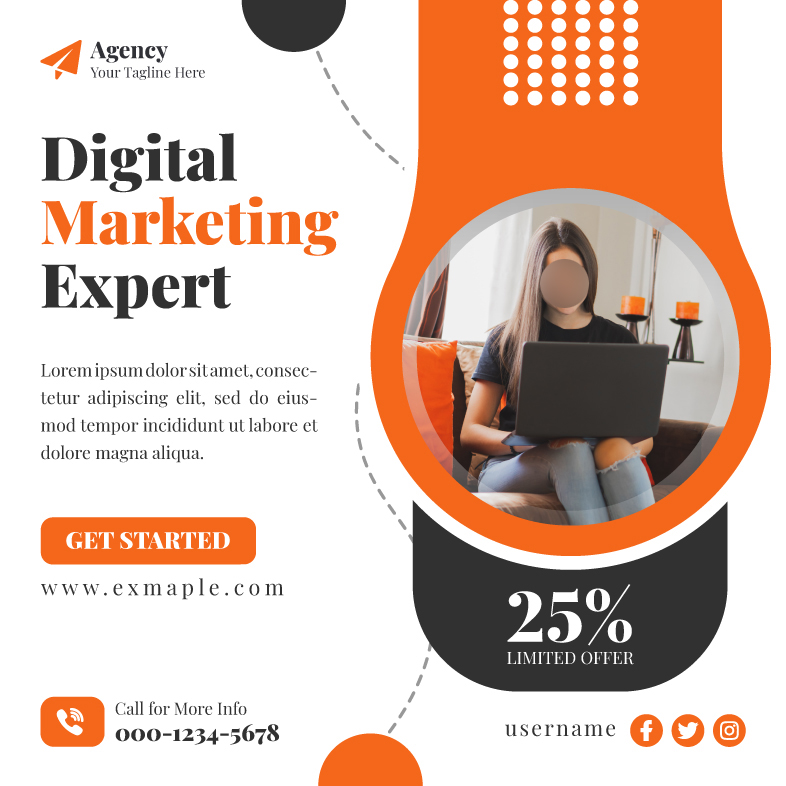 Agency
Your Tagline Here
Digital
Marketing
Expert
Lorem ipsum dolor sit amet, consec-
tetur adipiscing elit, sed do eius-
mod tempor incididunt ut labore et
dolore magna aliqua.
GET STARTED
www.exmaple.com
25%
LIMITED OFFER
Call for More Info
000-1234-5678
username